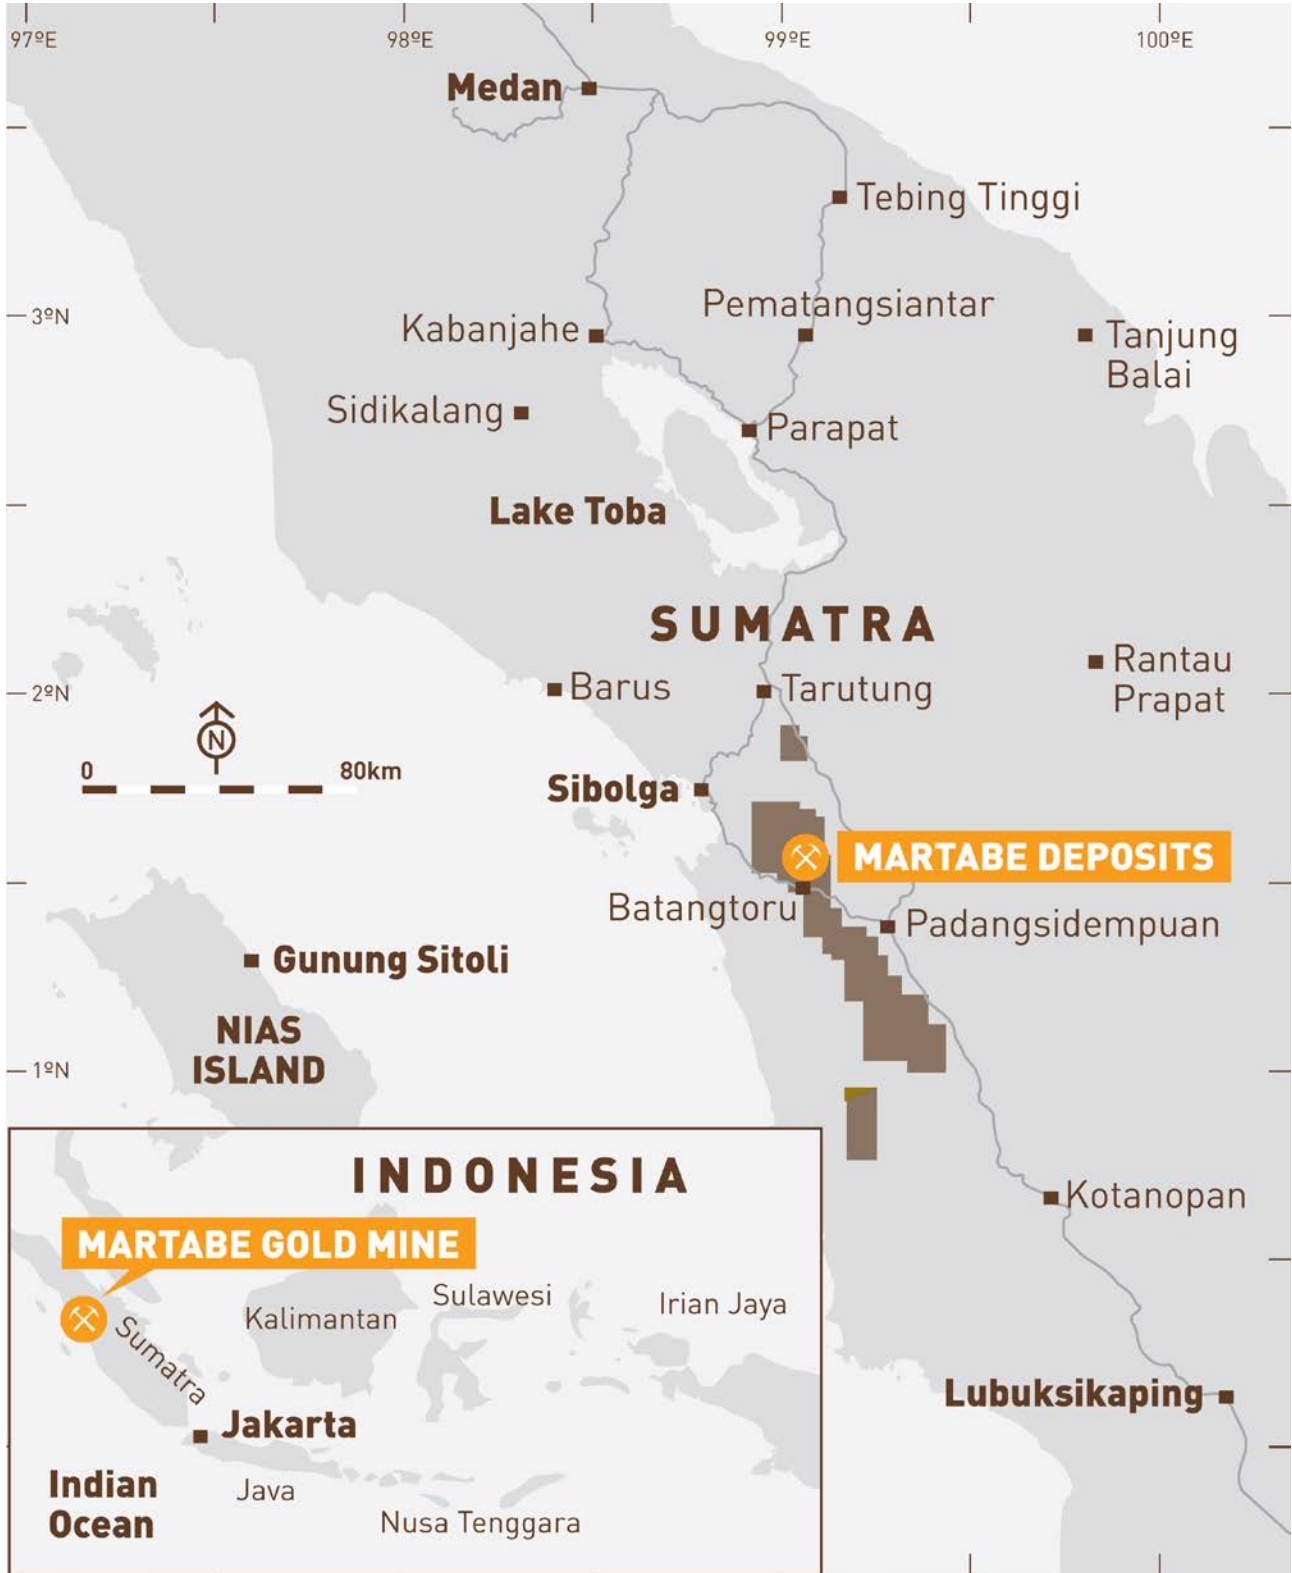 97ºE
98ºE
99ºE
100ºE
Medan
Tebing Tinggi
Pematangsiantar
3ºN
Kabanjahe
Tanjung
Balai
Sidikalang
Parapat
Lake Toba
SUMATRA
Rantau
Prapat
2ºN
Barus
Tarutung
N
0
80km
Sibolga
MARTABE DEPOSITS
Batangtoru
Padangsidempuan
Gunung Sitoli
NIAS
ISLAND
1ºN
INDONESIA
Kotanopan
MARTABE GOLD MINE
Sulawesi
Irian Jaya
Kalimantan
Sumatra
Lubuksikaping
Jakarta
Indian
Ocean
Java
Nusa Tenggara